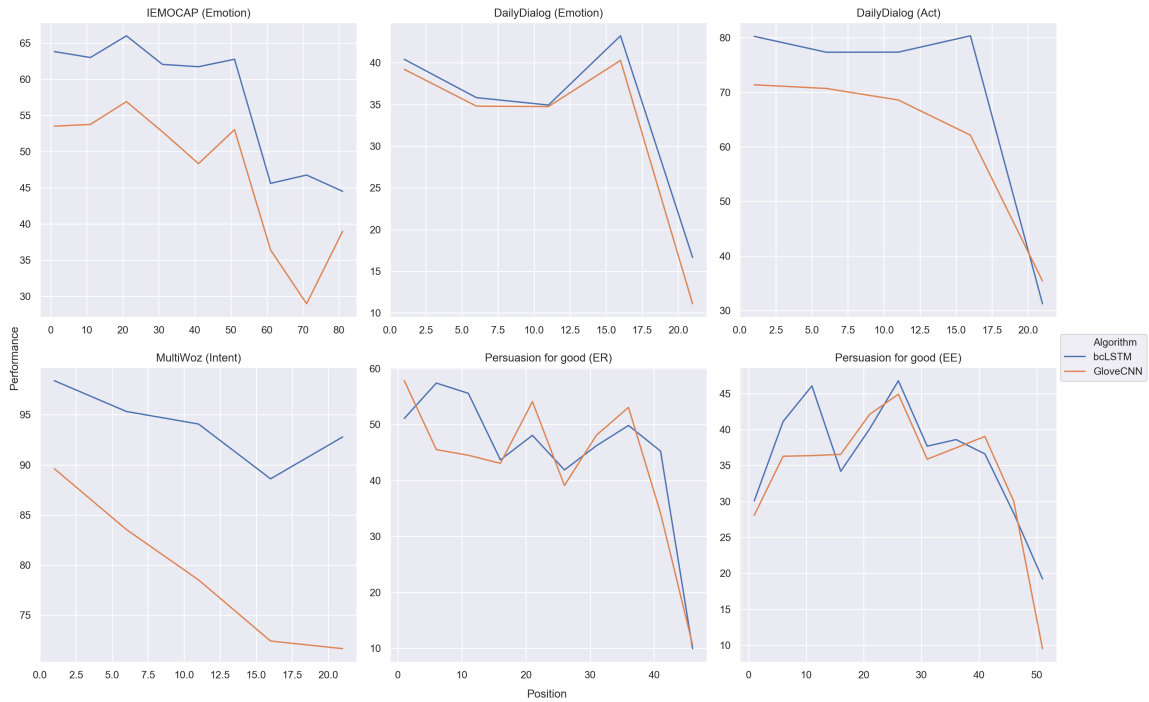 IEMOCAP (Emotion)
65
60
55
50
45
40
35
30
0 10 20 30 40 50 60 70 80
DailyDialog (Emotion)
40
35
30
25
20
15
10
0.0 2.5 5.0 7.5 10.0 12.5 15.0 17.5 20.0
DailyDialog (Act)
80
70
60
50
40
30
0.0 2.5 5.0 7.5 10.0 12.5 15.0 17.5 20.0
Performance
Algorithm
bcLSTM
GloveCNN
MultiWoz (Intent)
95
90
85
80
75
0.0 2.5 5.0 7.5 10.0 12.5 15.0 17.5 20.0
Persuasion for good (ER)
60
50
40
30
20
10
0 10 20 30 40
Persuasion for good (EE)
45
40
35
30
25
20
15
10
0 10 20 30 40 50
Position